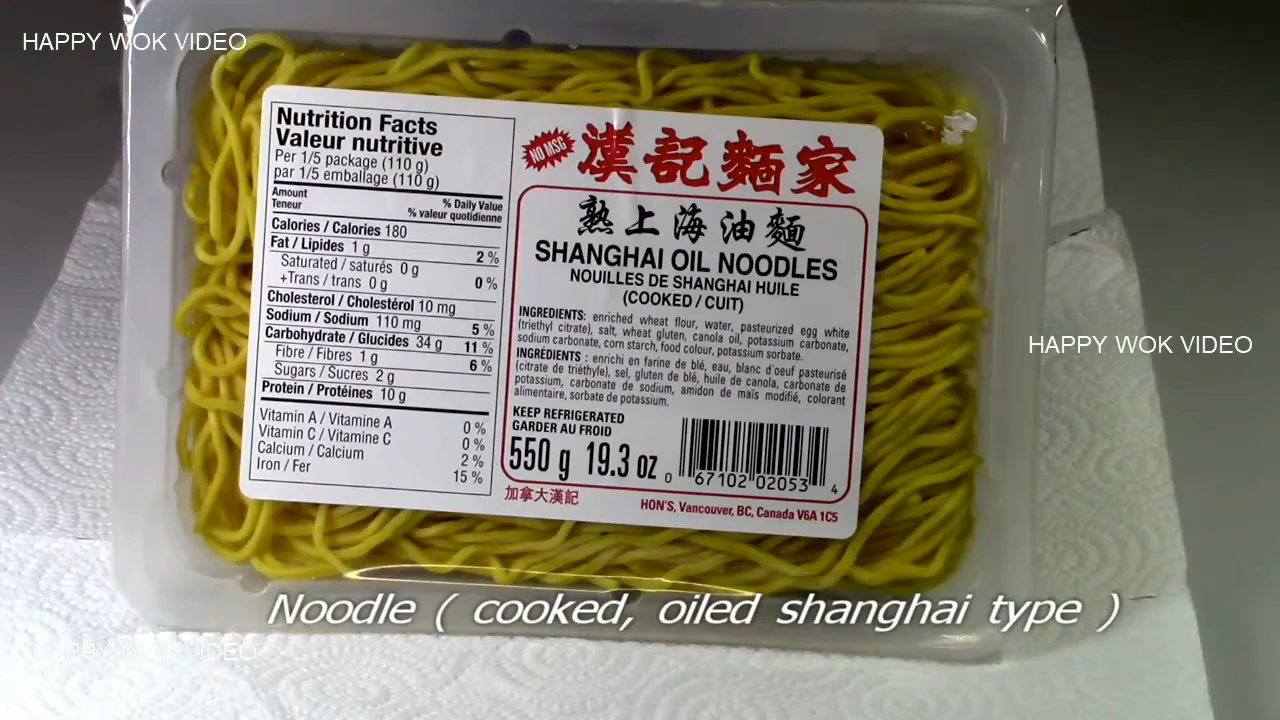 HAPPY WOK VIDEO
Nutrition Facts
Valeur nutritive
Per 1/5 package (110 g)
par 1/5 emballage (110 g)
Amount
Teneur
% Daily Value
% valeur quotidienne
Calories / Calories 180
Fat / Lipides 1 g 2 %
Saturated / saturés 0 g
+Trans / trans 0 g
0 %
Cholesterol / Cholestérol 10 mg
Sodium / Sodium 110 mg 5 %
Carbohydrate / Glucides 34 g 11 %
Fibre / Fibres 1 g 6 %
Sugars / Sucres 2 g
Protein / Protéines 10 g
Vitamin A / Vitamine A 0 %
Vitamin C / Vitamine C 0 %
Calcium / Calcium 2 %
Iron / Fer 15 %
NO MSG
漢記麵家
熟上海油麵
SHANGHAI OIL NOODLES
NOUILLES DE SHANGHAI HUILE
(COOKED / CUIT)
INGREDIENTS: enriched wheat flour, water, pasteurized egg white
(triethyl citrate), salt, wheat gluten, canola oil, potassium carbonate,
sodium carbonate, corn starch, food colour, potassium sorbate.
INGRÉDIENTS : enrichi en farine de blé, eau, blanc d'oeuf pasteurisé
(citrate de triéthyle), sel, gluten de blé, huile de canola, carbonate de
potassium, carbonate de sodium, amidon de maïs modifié, colorant
alimentaire, sorbate de potassium.
KEEP REFRIGERATED
GARDER AU FROID
550 g 19.3 oz
0 67102 02053 4
加拿大漢記
HON'S, Vancouver, BC, Canada V6A 1C5
HAPPY WOK VIDEO
Noodle ( cooked, oiled shanghai type )
HAPPY WOK VIDEO